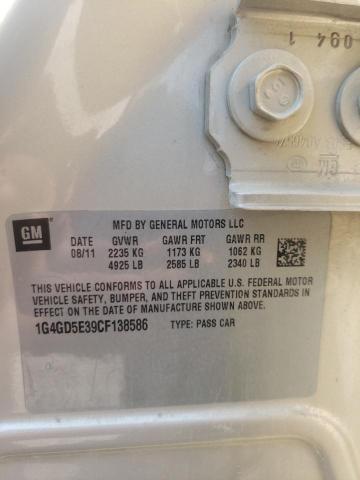 094 1
GM
MFD BY GENERAL MOTORS LLC
DATE GVWR GAWR FRT GAWR RR
08/11 2235 KG 1173 KG 1062 KG
4925 LB 2585 LB 2340 LB
THIS VEHICLE CONFORMS TO ALL APPLICABLE U.S. FEDERAL MOTOR
VEHICLE SAFETY, BUMPER, AND THEFT PREVENTION STANDARDS IN
EFFECT ON THE DATE OF MANUFACTURE SHOWN ABOVE.
1G4GD5E39CF138586 TYPE: PASS CAR